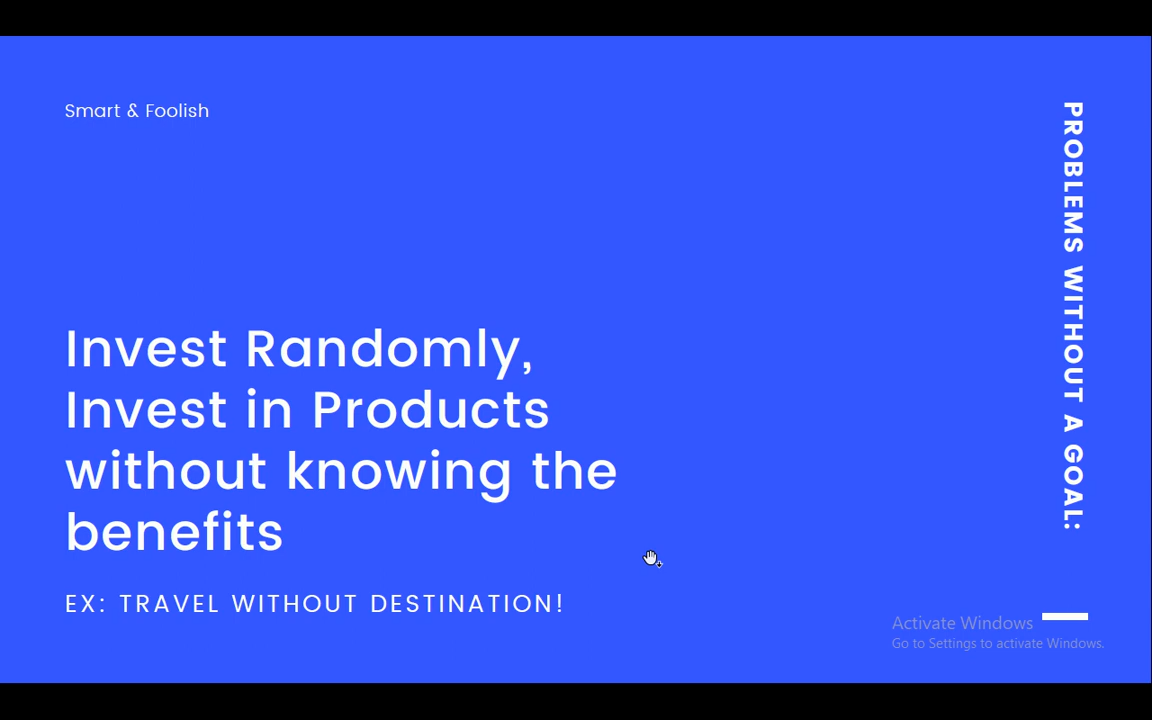 Smart & Foolish
PROBLEMS WITHOUT A GOAL:
Invest Randomly,
Invest in Products
without knowing the
benefits
EX: TRAVEL WITHOUT DESTINATION!
Activate Windows
Go to Settings to activate Windows.